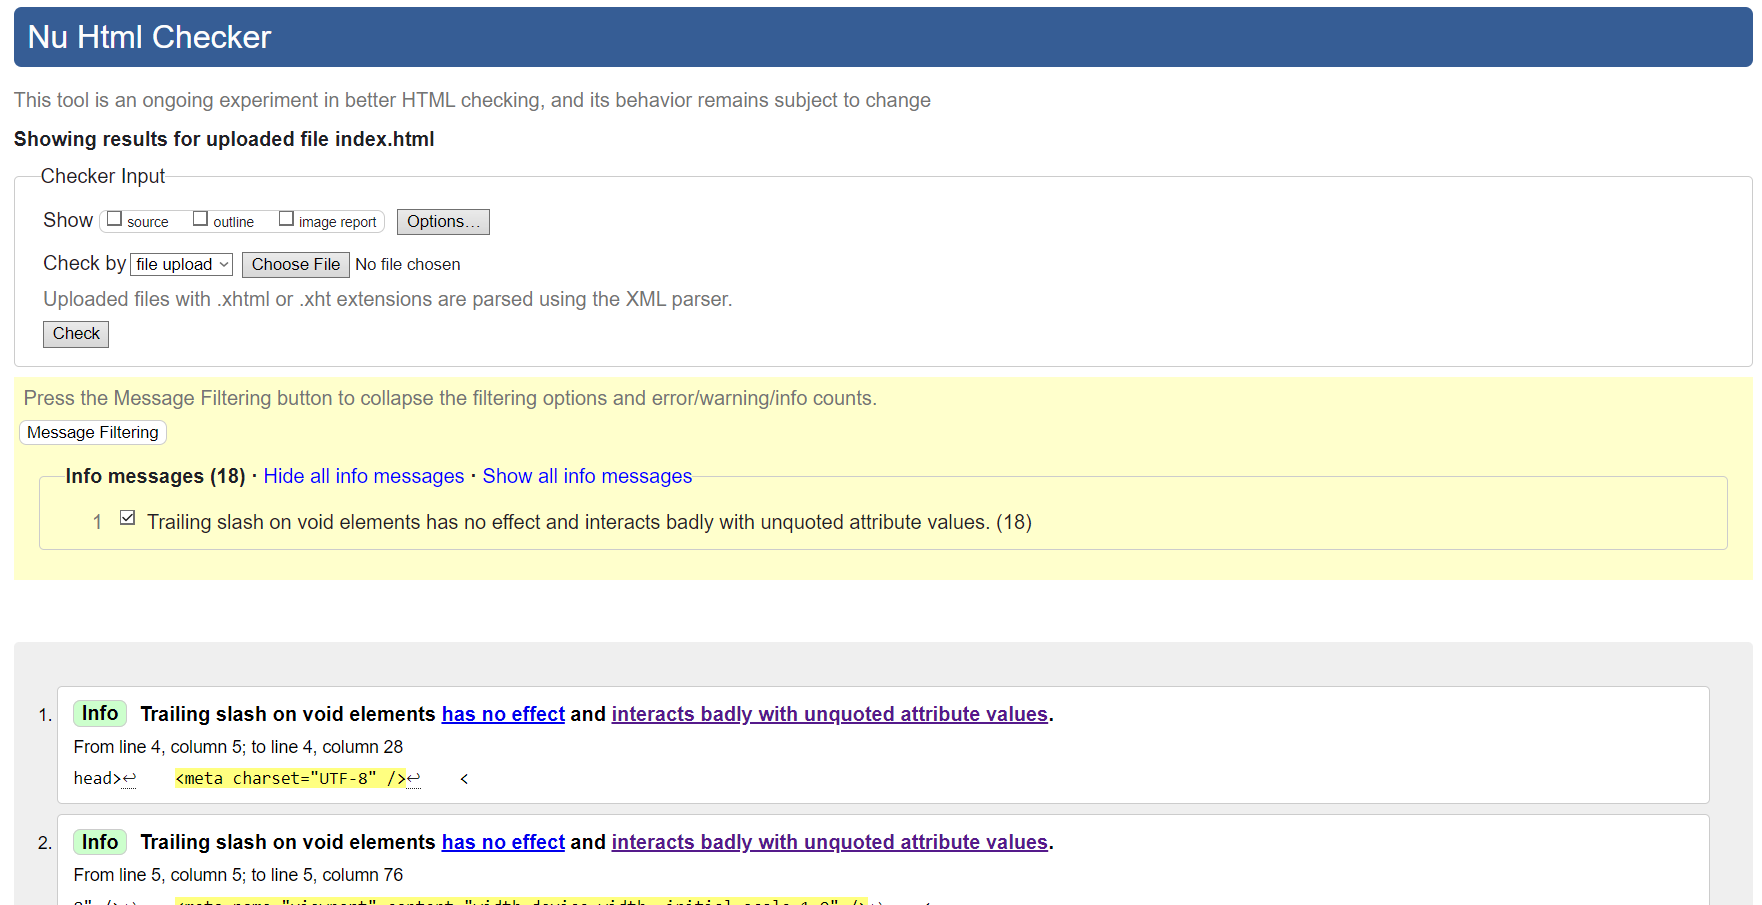 Nu Html Checker
This tool is an ongoing experiment in better HTML checking, and its behavior remains subject to change
Showing results for uploaded file index.html
Checker Input
Show source outline image report Options…
Check by file upload Choose File No file chosen
Uploaded files with .xhtml or .xht extensions are parsed using the XML parser.
Check
Press the Message Filtering button to collapse the filtering options and error/warning/info counts.
Message Filtering
Info messages (18) · Hide all info messages · Show all info messages
1 Trailing slash on void elements has no effect and interacts badly with unquoted attribute values. (18)
1. Info Trailing slash on void elements has no effect and interacts badly with unquoted attribute values.
From line 4, column 5; to line 4, column 28
head>↩ <meta charset="UTF-8" />↩ <
2. Info Trailing slash on void elements has no effect and interacts badly with unquoted attribute values.
From line 5, column 5; to line 5, column 76